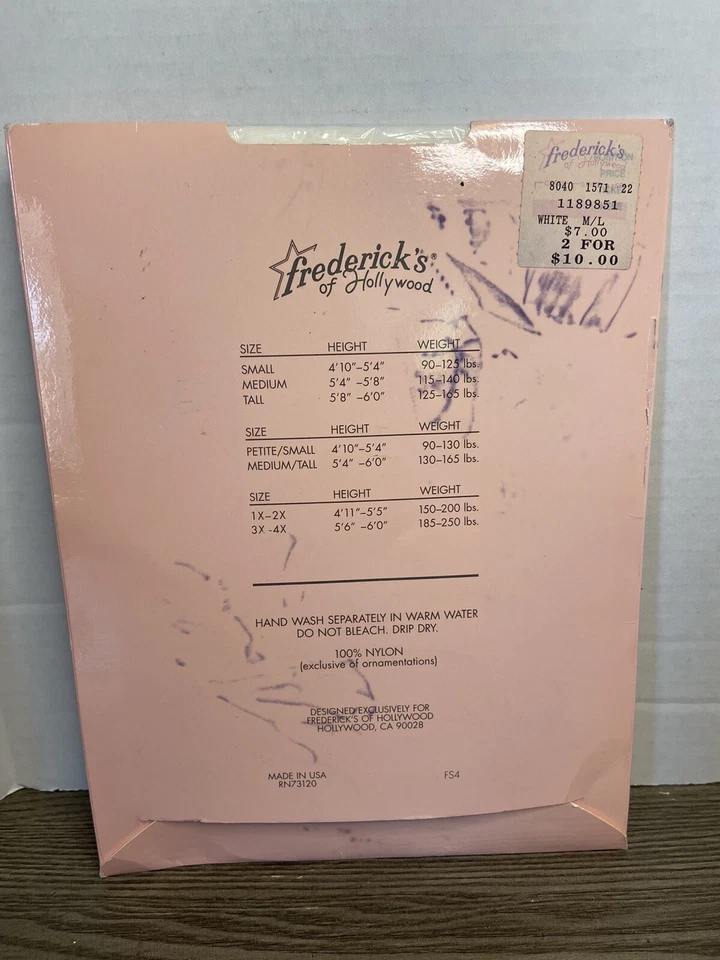 frederick's
of Hollywood
PRICE
8040 1571 22
1189851
WHITE M/L
$7.00
2 FOR
$10.00
frederick's®
of Hollywood
SIZE HEIGHT WEIGHT
SMALL 4'10"–5'4" 90–125 lbs.
MEDIUM 5'4" –5'8" 115–140 lbs.
TALL 5'8" –6'0" 125–165 lbs.
SIZE HEIGHT WEIGHT
PETITE/SMALL 4'10"–5'4" 90–130 lbs.
MEDIUM/TALL 5'4" –6'0" 130–165 lbs.
SIZE HEIGHT WEIGHT
1X–2X 4'11"–5'5" 150–200 lbs.
3X -4X 5'6" –6'0" 185–250 lbs.
HAND WASH SEPARATELY IN WARM WATER
DO NOT BLEACH. DRIP DRY.
100% NYLON
(exclusive of ornamentations)
DESIGNED EXCLUSIVELY FOR
FREDERICK'S OF HOLLYWOOD
HOLLYWOOD, CA 90028
MADE IN USA FS4
RN73120